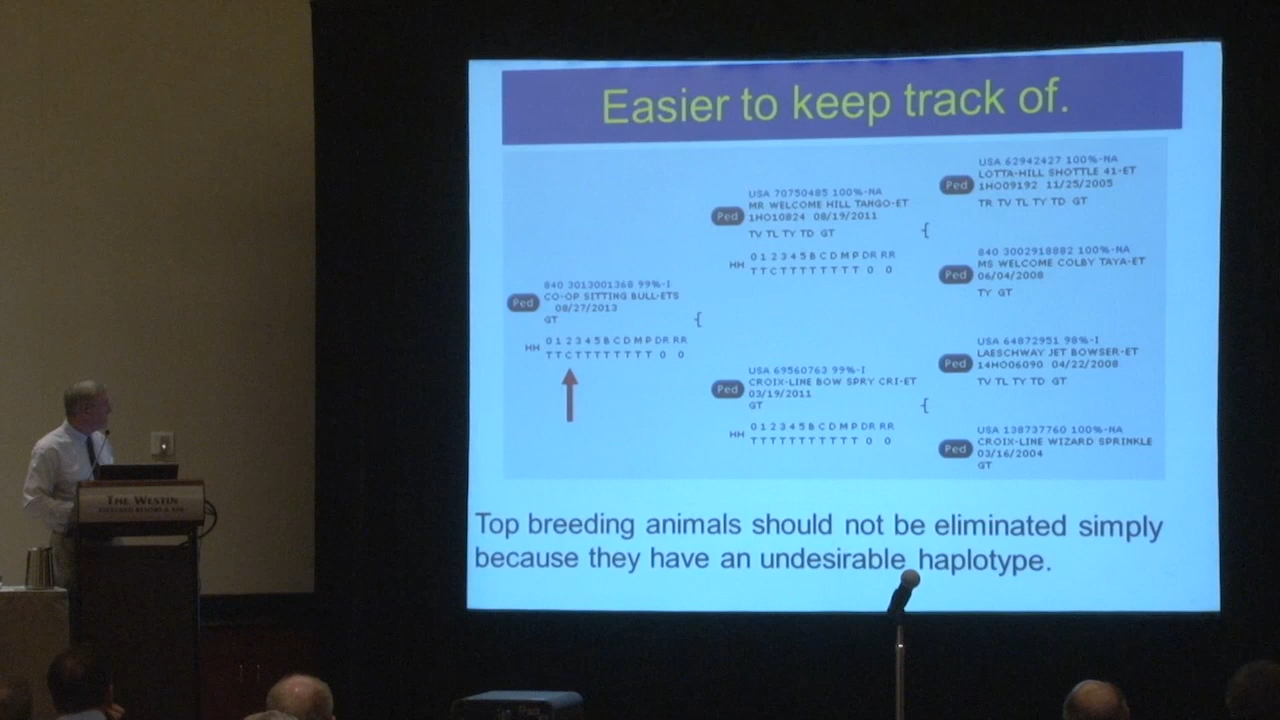 Easier to keep track of.
USA 62942427 100%-NA
LOTTA-HILL SHOTTLE 41-ET
Ped
1HO09192 11/25/2005
TR TV TL TY TD GT
USA 70750485 100%-NA
MR WELCOME HILL TANGO-ET
Ped
1HO10824 08/19/2011
TV TL TY TD GT
{
HH
0 1 2 3 4 5 B C D M P DR RR
T T C T T T T T T T T 0 0
840 3002918882 100%-NA
MS WELCOME COLBY TAYA-ET
Ped
06/04/2008
TY GT
840 3013001368 99%-I
Ped
CO-OP SITTING BULL-ETS
08/27/2013
GT
{
HH
0 1 2 3 4 5 B C D M P DR RR
T T C T T T T T T T T 0 0
USA 64872951 98%-I
LAESCHWAY JET BOWSER-ET
Ped
14HO06090 04/22/2008
TV TL TY TD GT
USA 69560763 99%-I
CROIX-LINE BOW SPRY CRI-ET
Ped
03/19/2011
GT
{
HH
0 1 2 3 4 5 B C D M P DR RR
T T T T T T T T T T T 0 0
USA 138737760 100%-NA
CROIX-LINE WIZARD SPRINKLE
Ped
03/16/2004
GT
Top breeding animals should not be eliminated simply
because they have an undesirable haplotype.
THE WESTIN